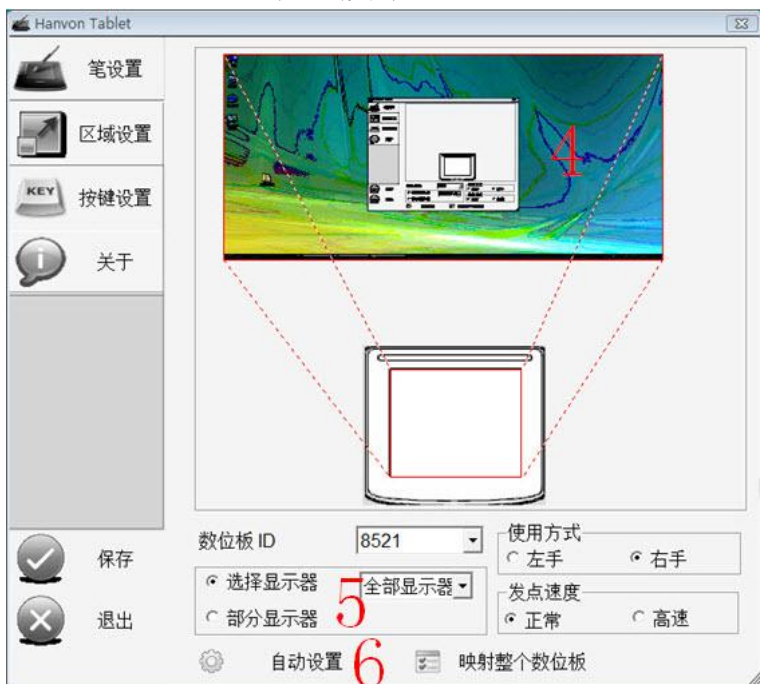 Hanvon Tablet
笔设置
区域设置
KEY 按键设置
关于
4
数位板 ID 8521
使用方式
左手 右手
保存
选择显示器 全部显示器
5
部分显示器
发点速度
正常 高速
退出
自动设置 6 映射整个数位板